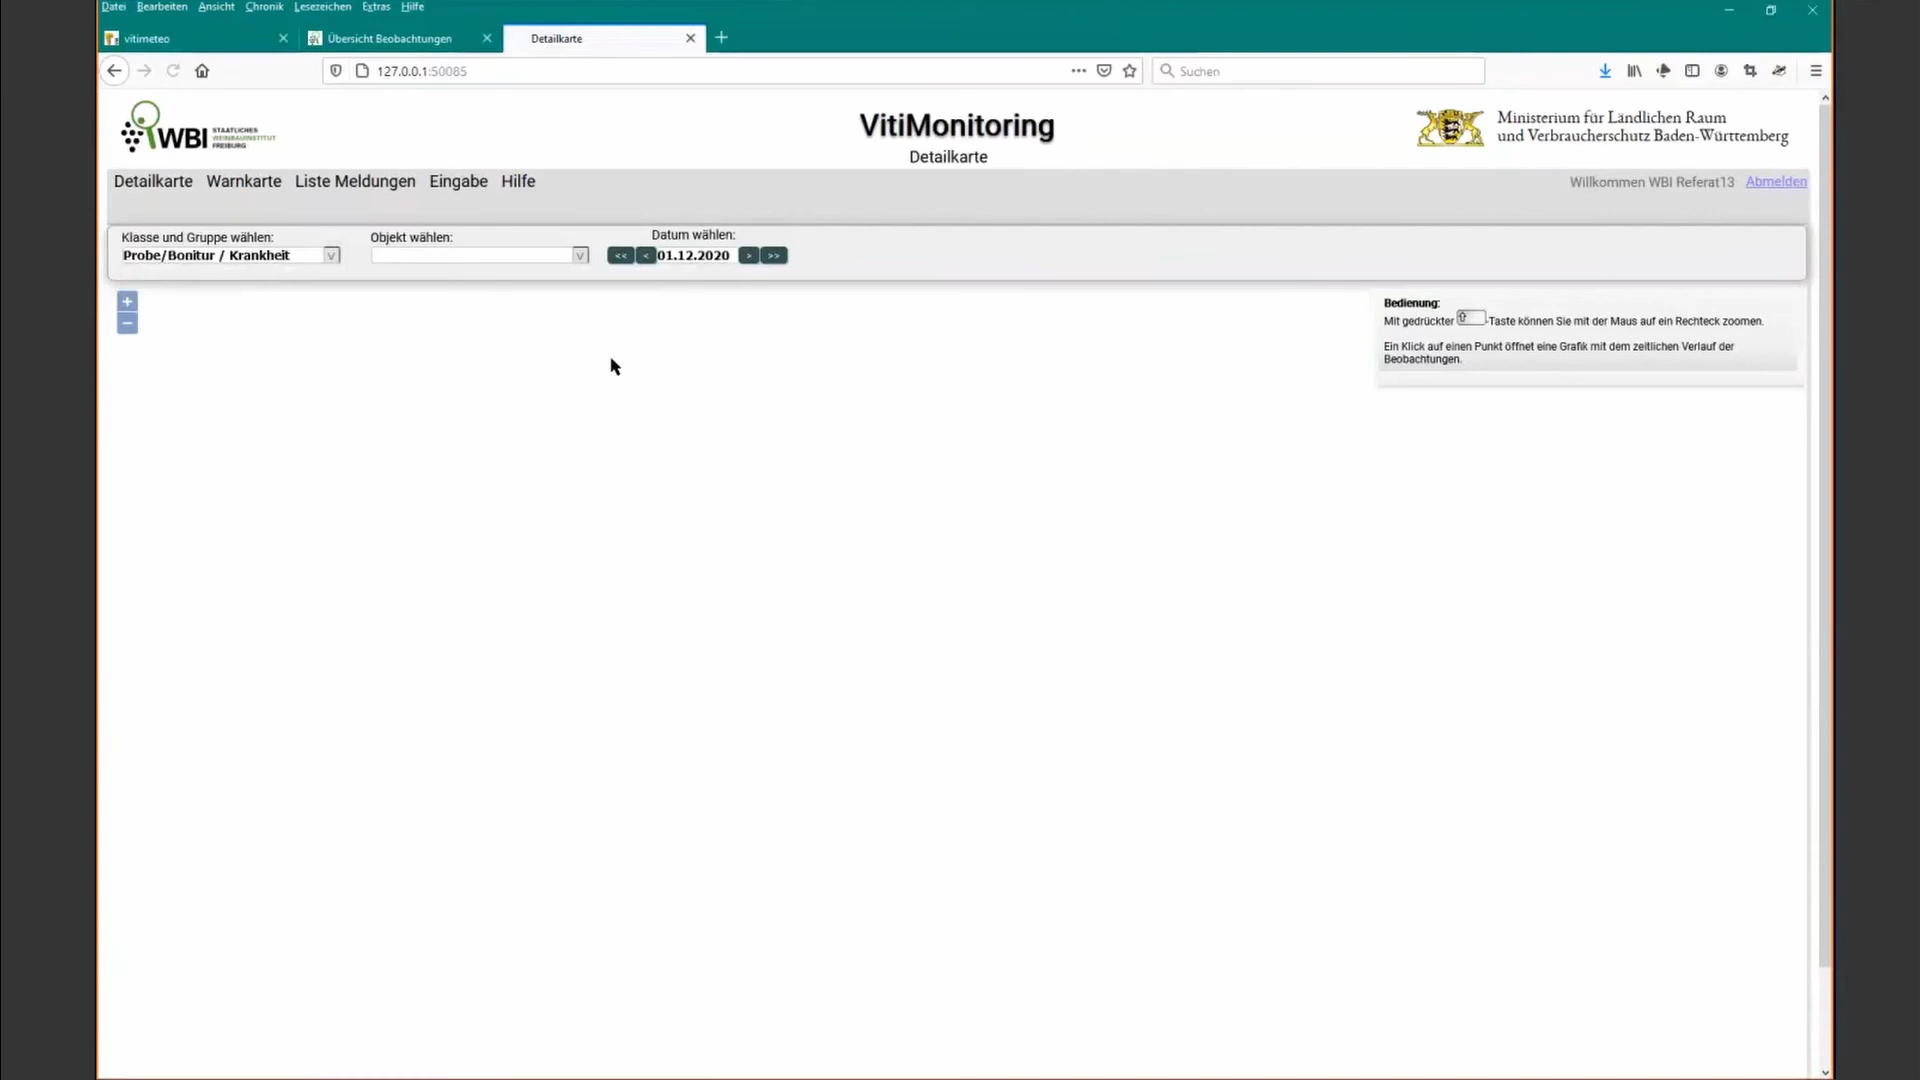 Datei Bearbeiten Ansicht Chronik Lesezeichen Extras Hilfe
vitimeteo
Übersicht Beobachtungen
Detailkarte
127.0.0.1:50085
Suchen
WBI STAATLICHES WEINBAUINSTITUT FREIBURG
VitiMonitoring
Detailkarte
Ministerium für Ländlichen Raum
und Verbraucherschutz Baden-Württemberg
Detailkarte Warnkarte Liste Meldungen Eingabe Hilfe
Willkommen WBI Referat13 Abmelden
Klasse und Gruppe wählen: Objekt wählen: Datum wählen:
Probe/Bonitur / Krankheit V V << < 01.12.2020 > >>
+
−
Bedienung:
Mit gedrückter -Taste können Sie mit der Maus auf ein Rechteck zoomen.
Ein Klick auf einen Punkt öffnet eine Grafik mit dem zeitlichen Verlauf der
Beobachtungen.